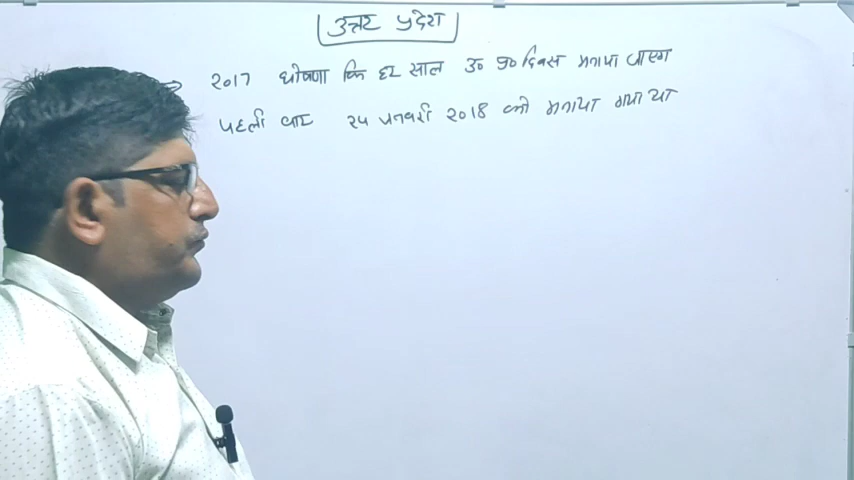 उत्तर प्रदेश
→ 2017 घोषणा कि हर साल उ० प्र० दिवस मनाया जाएगा
पहली बार 24 जनवरी 2018 को मनाया गया था